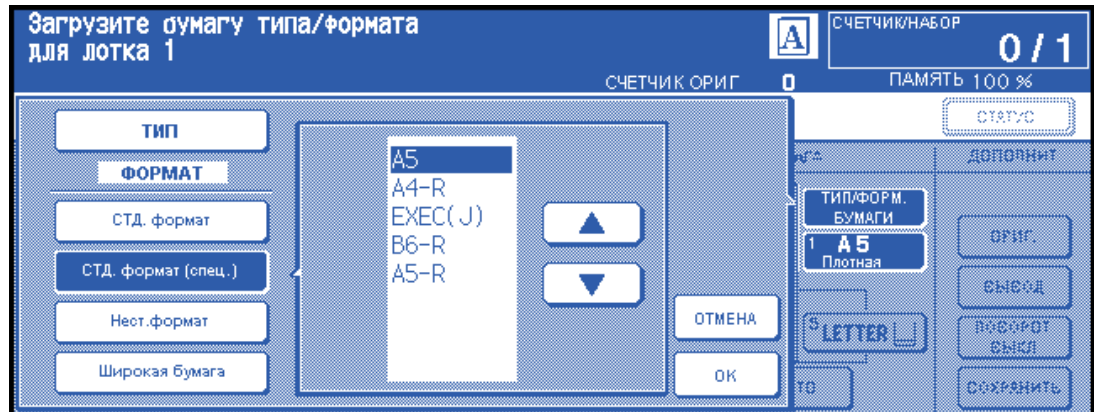 Загрузите бумагу типа/формата
для лотка 1
A
СЧЕТЧИК/НАБОР
0 / 1
СЧЕТЧИК ОРИГ 0
ПАМЯТЬ 100 %
СТАТУС
ТИП
ФОРМАТ
СТД. формат
СТД. формат (спец.)
Нест.формат
Широкая бумага
A5
A4-R
EXEC(J)
B6-R
A5-R
ОТМЕНА
OK
ДОПОЛНИТ
ТИП/ФОРМ.
БУМАГИ
1 A5
Плотная
5 LETTER
ОРИГ.
ВЫВОД
ПОВОРОТ
ВЫКЛ
СОХРАНИТЬ